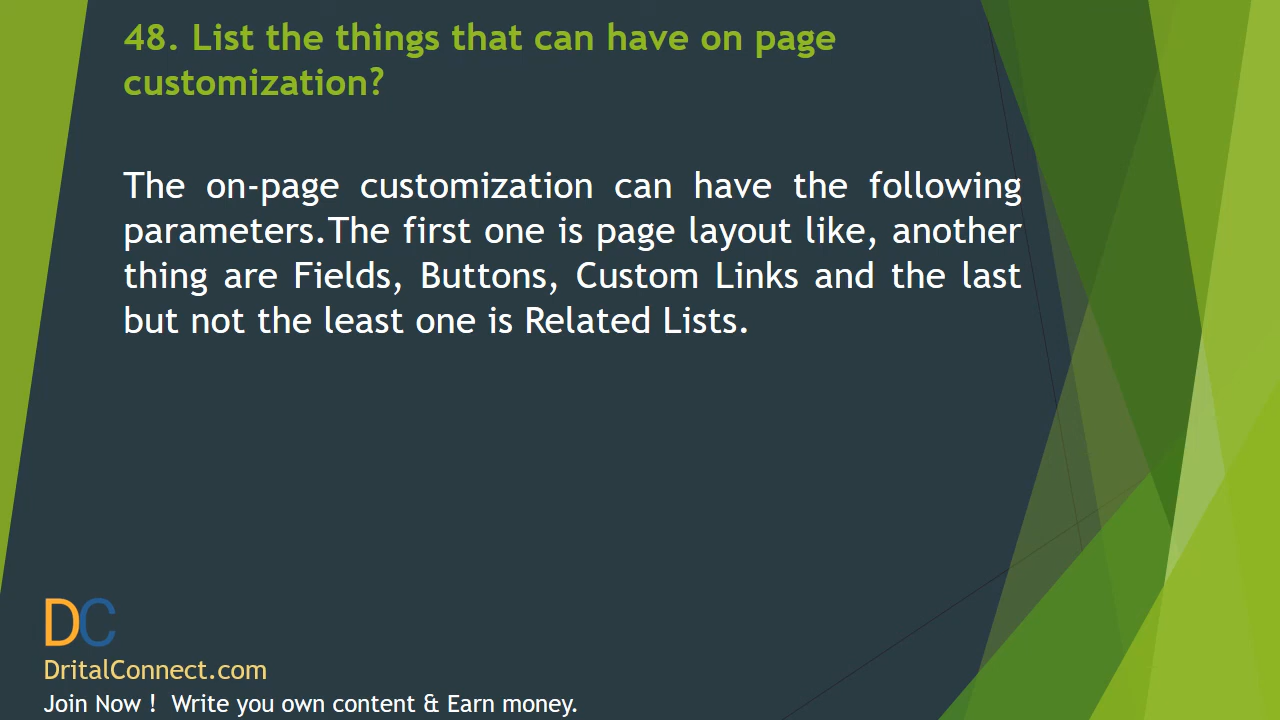 48. List the things that can have on page
customization?
The on-page customization can have the following
parameters.The first one is page layout like, another
thing are Fields, Buttons, Custom Links and the last
but not the least one is Related Lists.
DC
DritalConnect.com
Join Now !  Write you own content & Earn money.